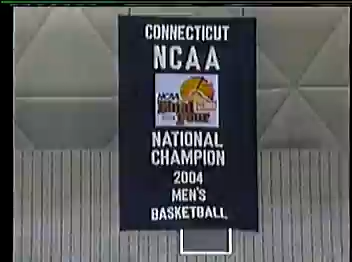 CONNECTICUT
NCAA
NCAA
Final
Four
NATIONAL
CHAMPION
2004
MEN'S
BASKETBALL